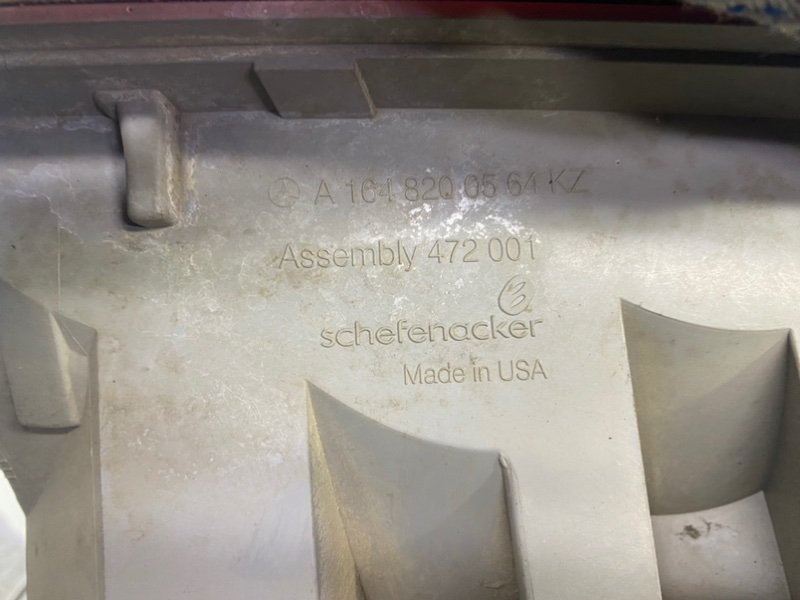 A 164 820 05 64 KZ
Assembly 472 001
schefenacker
Made in USA